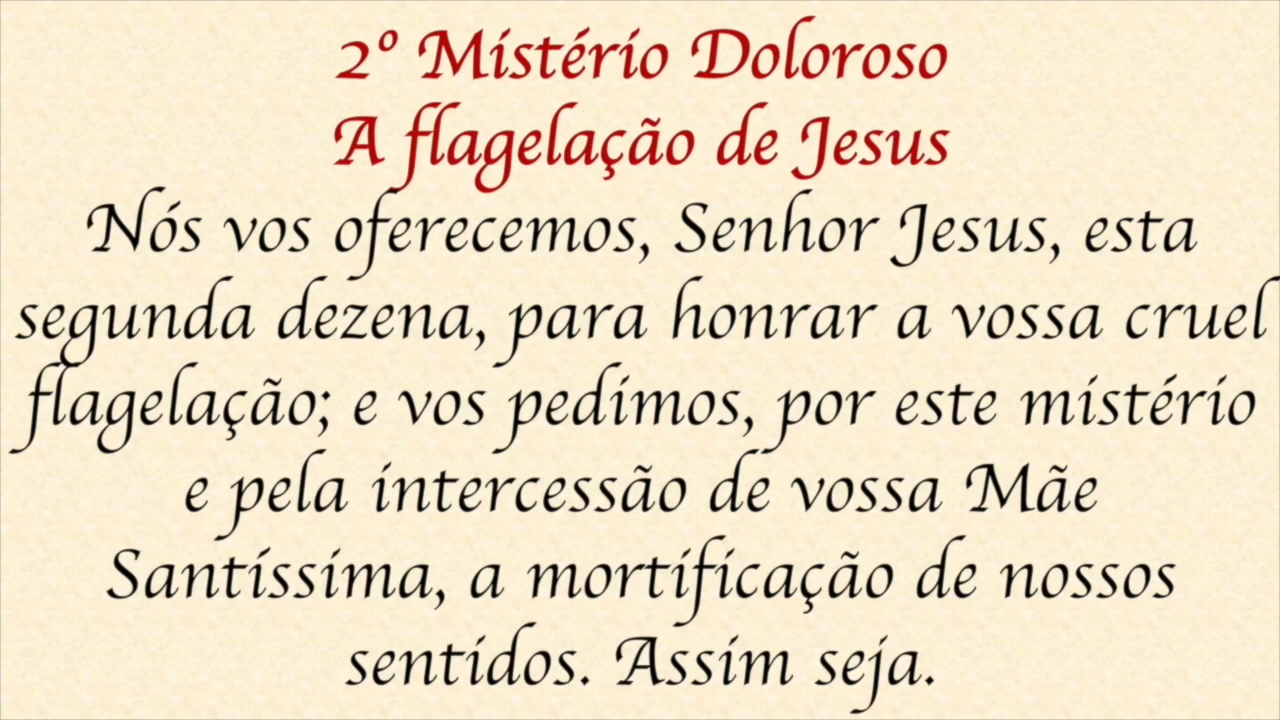 2º Mistério Doloroso
A flagelação de Jesus
Nós vos oferecemos, Senhor Jesus, esta
segunda dezena, para honrar a vossa cruel
flagelação; e vos pedimos, por este mistério
e pela intercessão de vossa Mãe
Santíssima, a mortificação de nossos
sentidos. Assim seja.